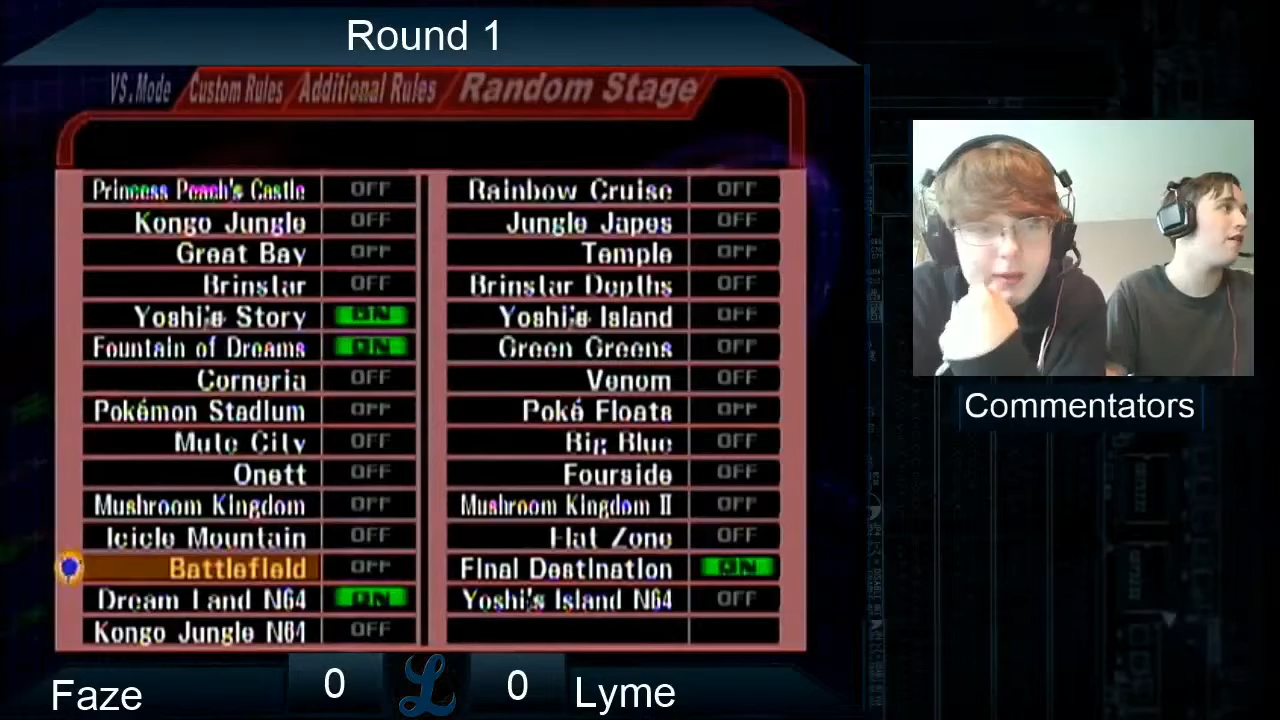 Round 1
VS. Mode Custom Rules Additional Rules Random Stage
Princess Peach's Castle OFF Rainbow Cruise OFF
Kongo Jungle OFF Jungle Japes OFF
Great Bay OFF Temple OFF
Brinstar OFF Brinstar Depths OFF
Yoshi's Story ON Yoshi's Island OFF
Fountain of Dreams ON Green Greens OFF
Corneria OFF Venom OFF
Pokémon Stadium OFF Poké Floats OFF
Mute City OFF Big Blue OFF
Onett OFF Fourside OFF
Mushroom Kingdom OFF Mushroom Kingdom II OFF
Icicle Mountain OFF Flat Zone OFF
Battlefield OFF Final Destination ON
Dream Land N64 ON Yoshi's Island N64 OFF
Kongo Jungle N64 OFF
Commentators
Faze 0 L 0 Lyme